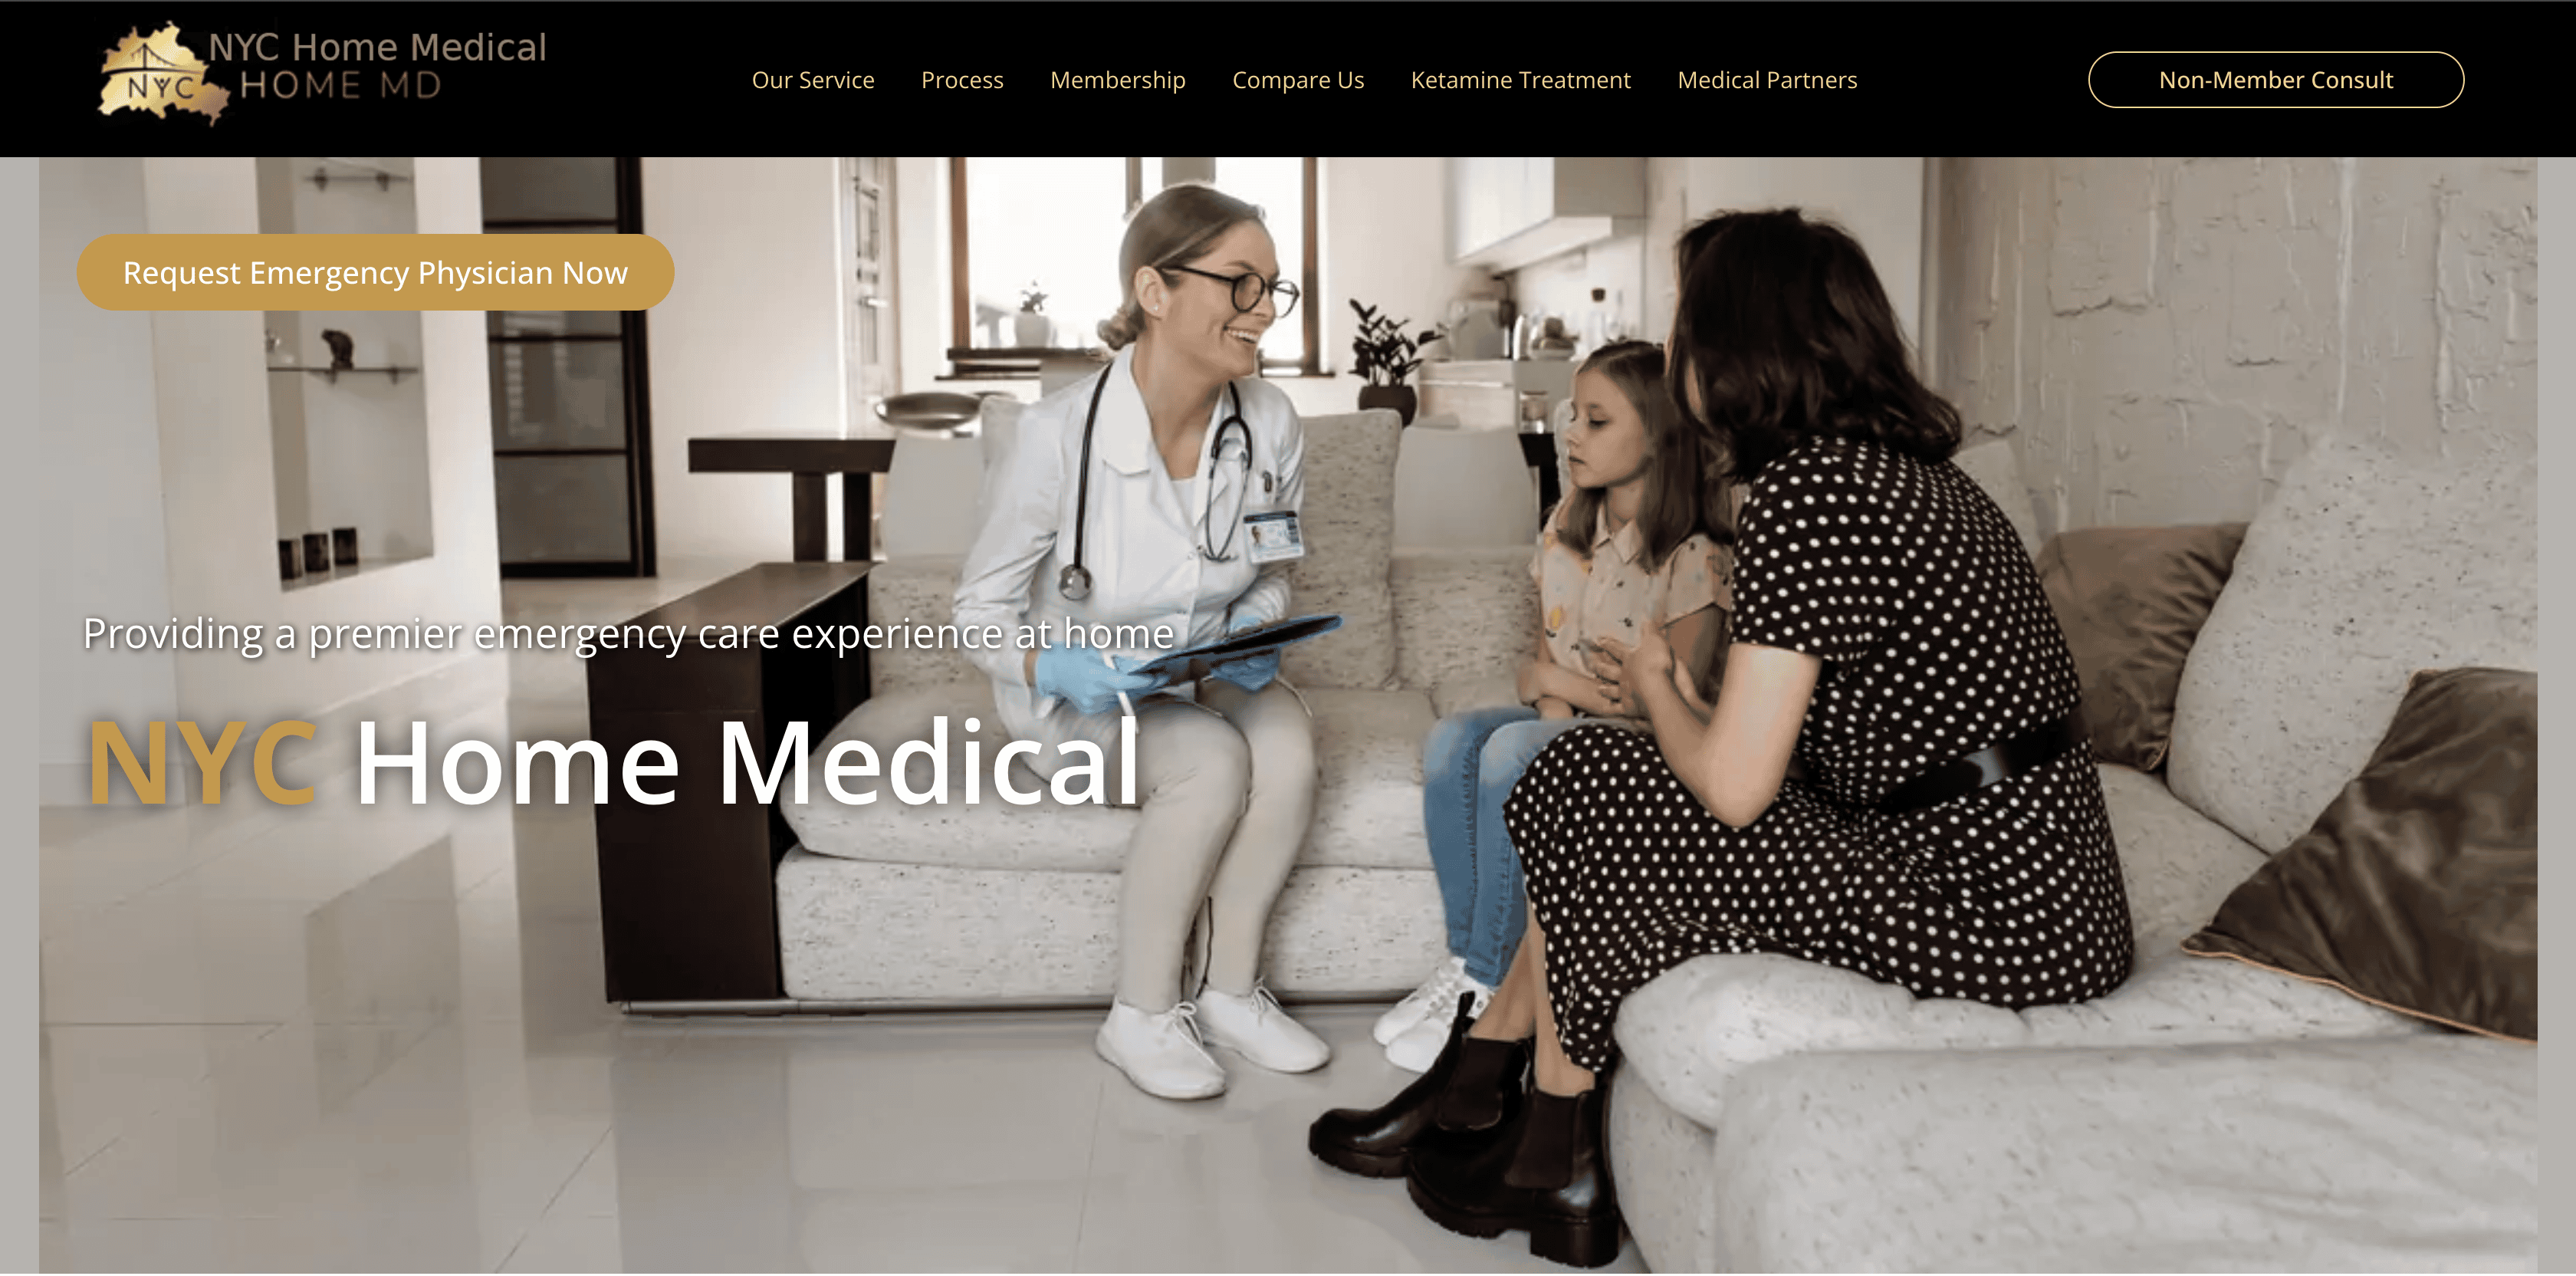 NYC Home Medical
NYC HOME MD
Our Service
Process
Membership
Compare Us
Ketamine Treatment
Medical Partners
Non-Member Consult
Request Emergency Physician Now
Providing a premier emergency care experience at home
NYC Home Medical